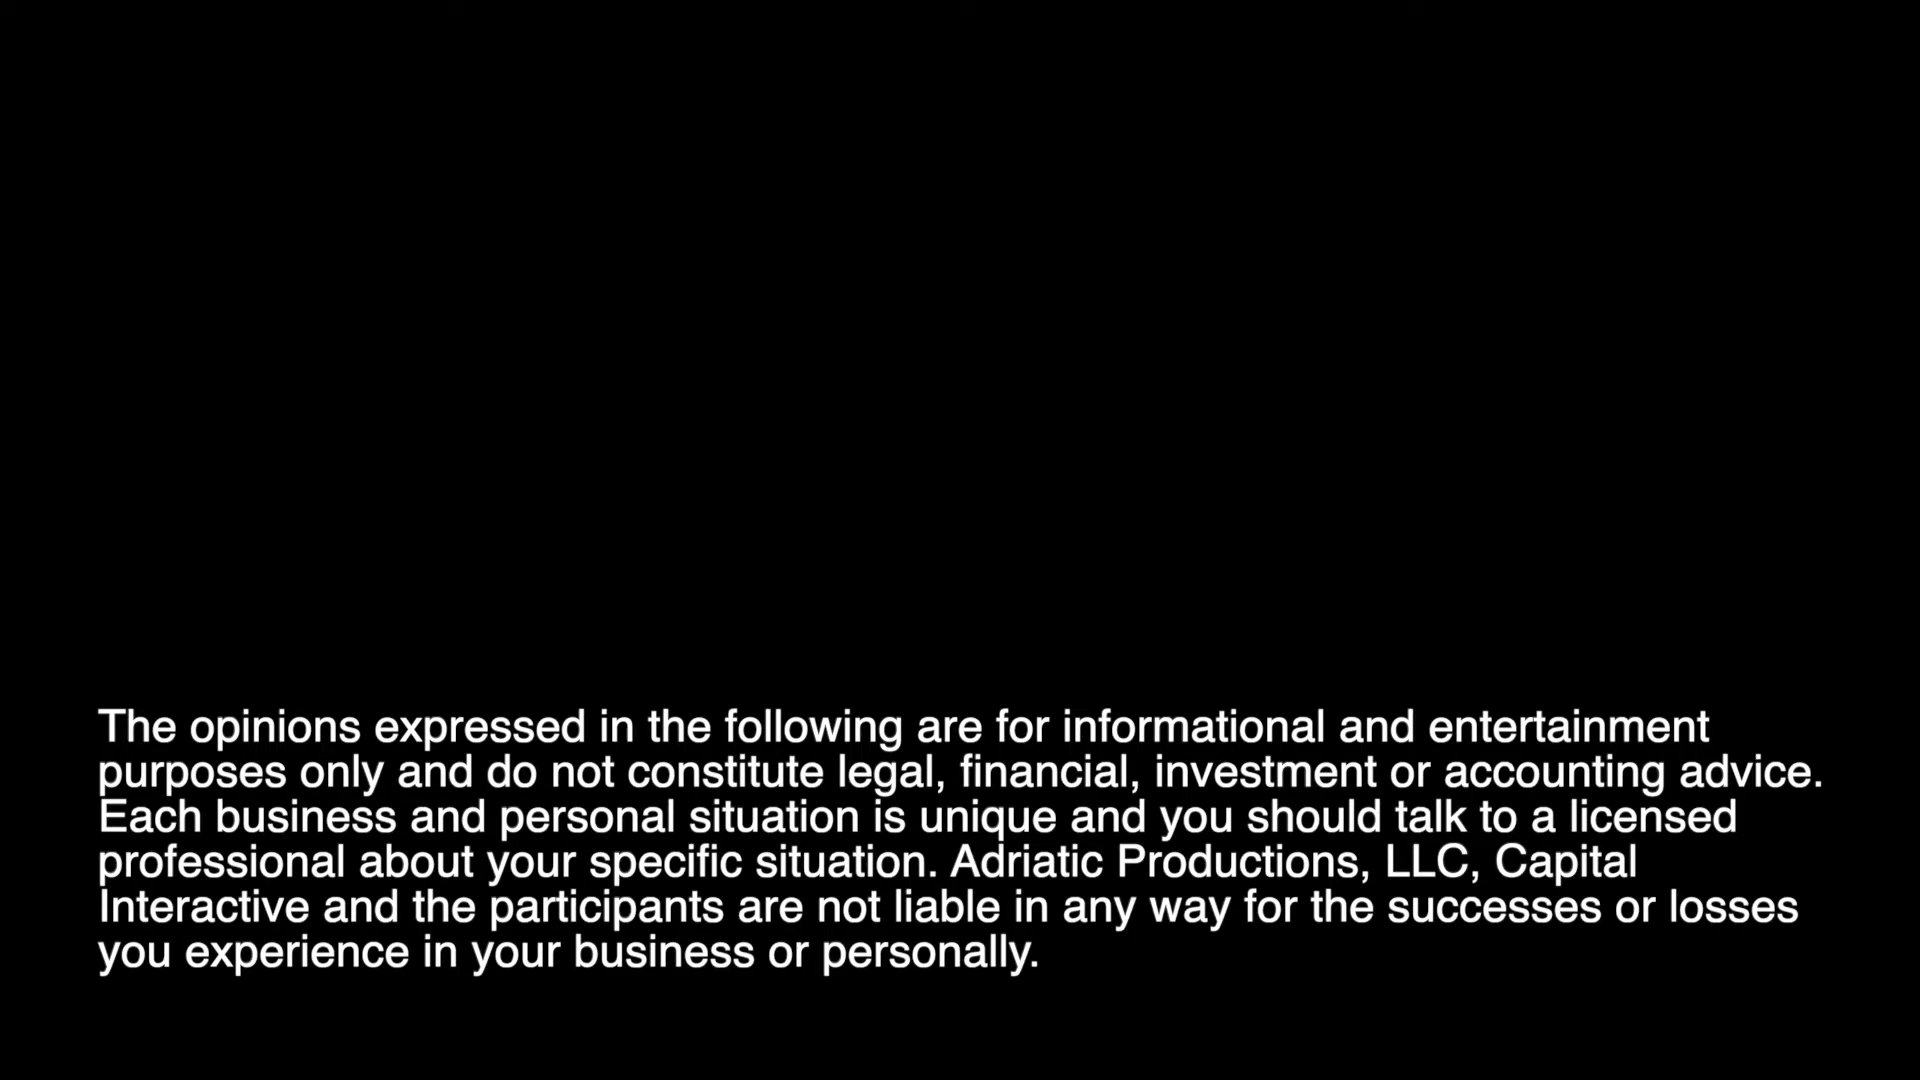 The opinions expressed in the following are for informational and entertainment
purposes only and do not constitute legal, financial, investment or accounting advice.
Each business and personal situation is unique and you should talk to a licensed
professional about your specific situation. Adriatic Productions, LLC, Capital
Interactive and the participants are not liable in any way for the successes or losses
you experience in your business or personally.